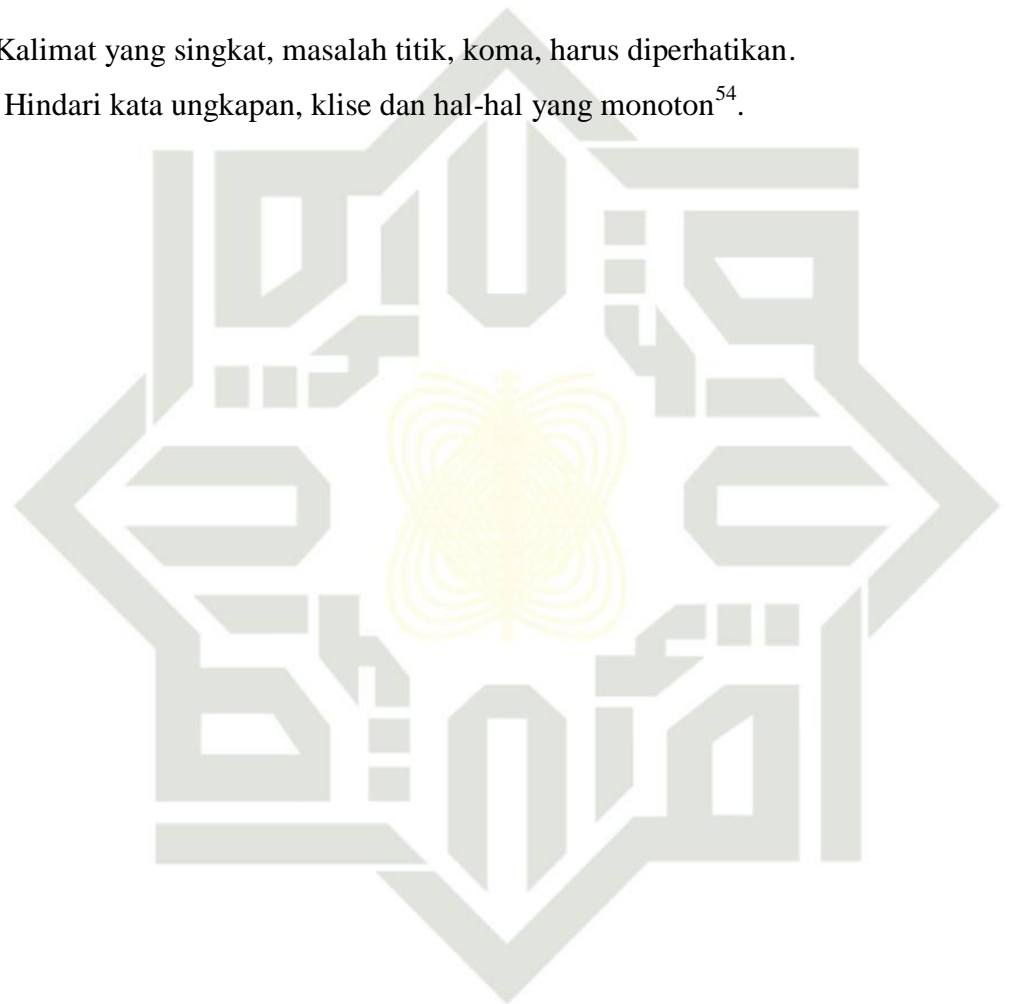 Kalimat yang singkat, masalah titik, koma, harus diperhatikan.
Hindari kata ungkapan, klise dan hal-hal yang monoton54.